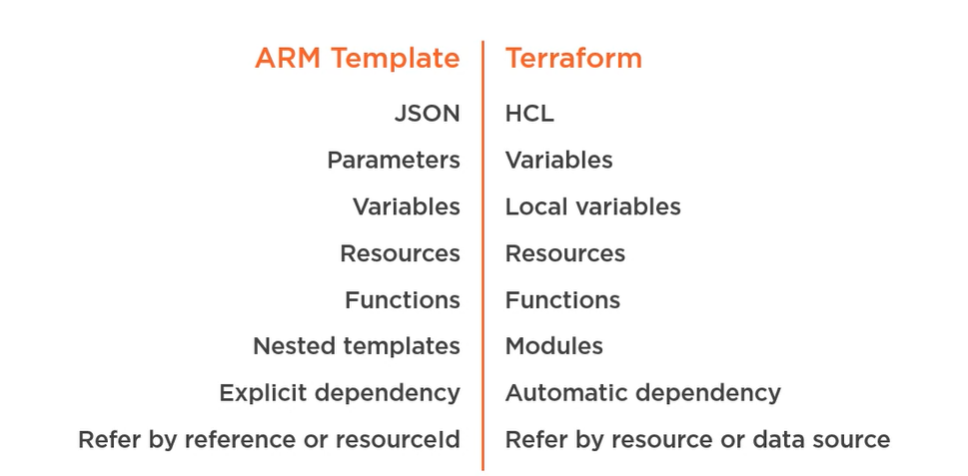 ARM Template Terraform
JSON HCL
Parameters Variables
Variables Local variables
Resources Resources
Functions Functions
Nested templates Modules
Explicit dependency Automatic dependency
Refer by reference or resourceId Refer by resource or data source